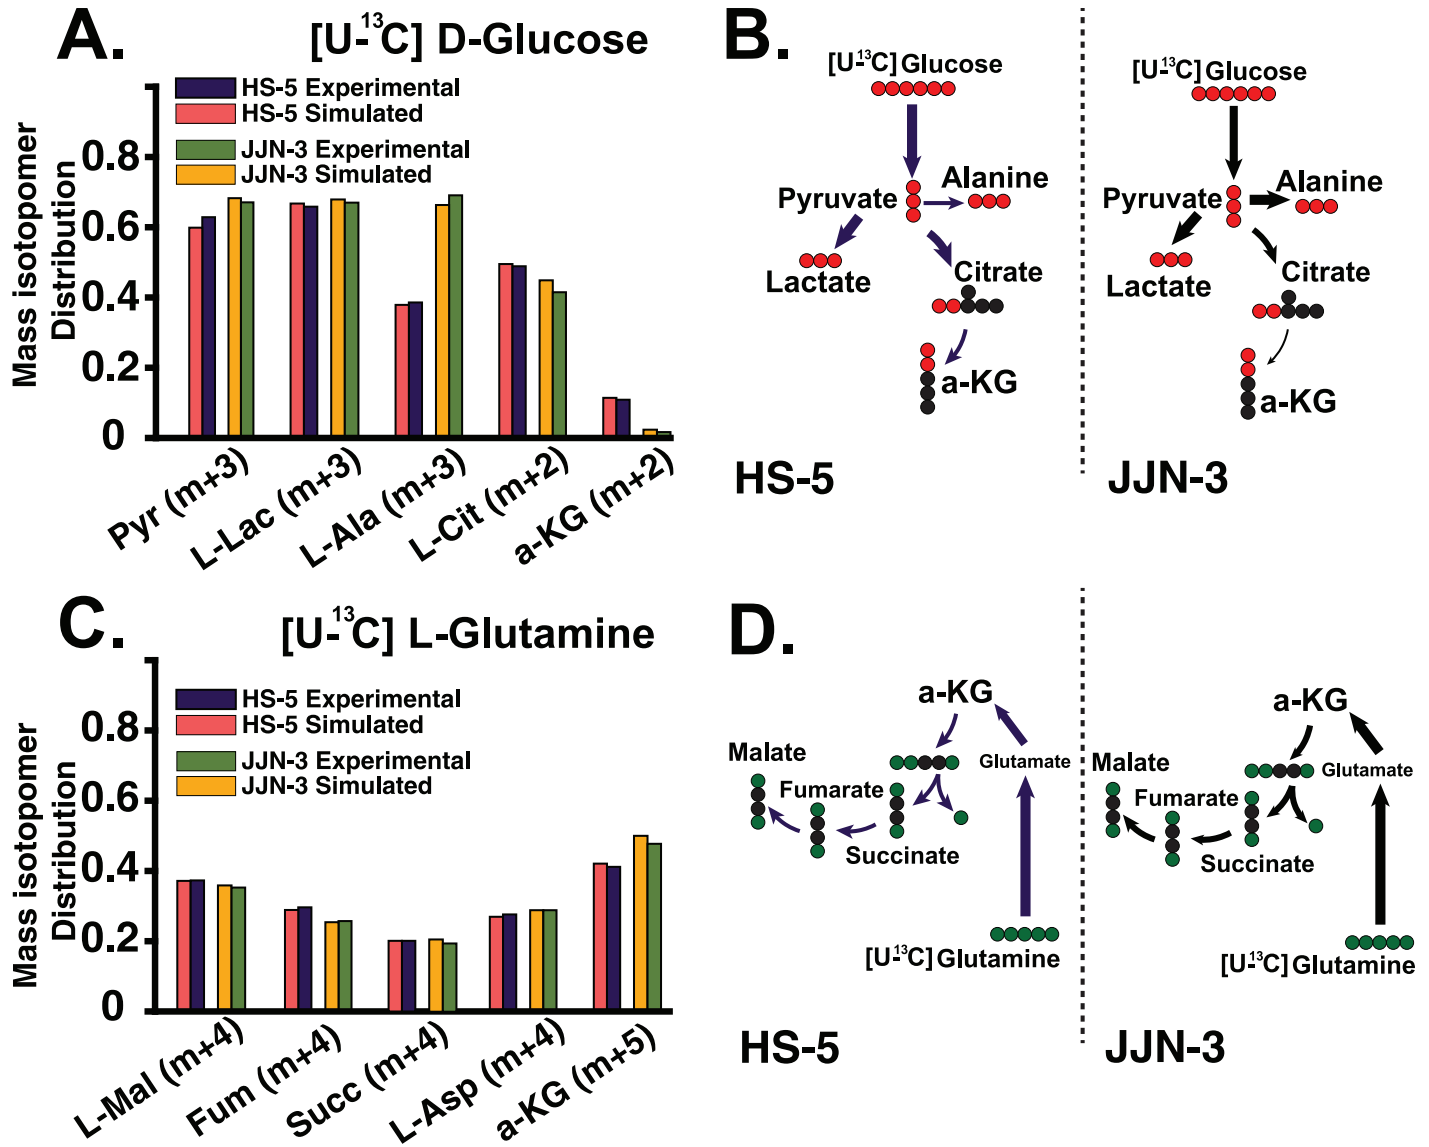 A.
[U-¹³C] D-Glucose
HS-5 Experimental
HS-5 Simulated
JJN-3 Experimental
JJN-3 Simulated
Mass isotopomer
Distribution
0.8
0.6
0.4
0.2
0
Pyr (m+3)
L-Lac (m+3)
L-Ala (m+3)
L-Cit (m+2)
a-KG (m+2)
B.
[U-¹³C] Glucose
Pyruvate
Alanine
Lactate
Citrate
a-KG
HS-5
[U-¹³C] Glucose
Pyruvate
Alanine
Lactate
Citrate
a-KG
JJN-3
C.
[U-¹³C] L-Glutamine
HS-5 Experimental
HS-5 Simulated
JJN-3 Experimental
JJN-3 Simulated
Mass isotopomer
Distribution
0.8
0.6
0.4
0.2
0
L-Mal (m+4)
Fum (m+4)
Succ (m+4)
L-Asp (m+4)
a-KG (m+5)
D.
a-KG
Malate
Glutamate
Fumarate
Succinate
[U-¹³C] Glutamine
HS-5
a-KG
Malate
Glutamate
Fumarate
Succinate
[U-¹³C] Glutamine
JJN-3